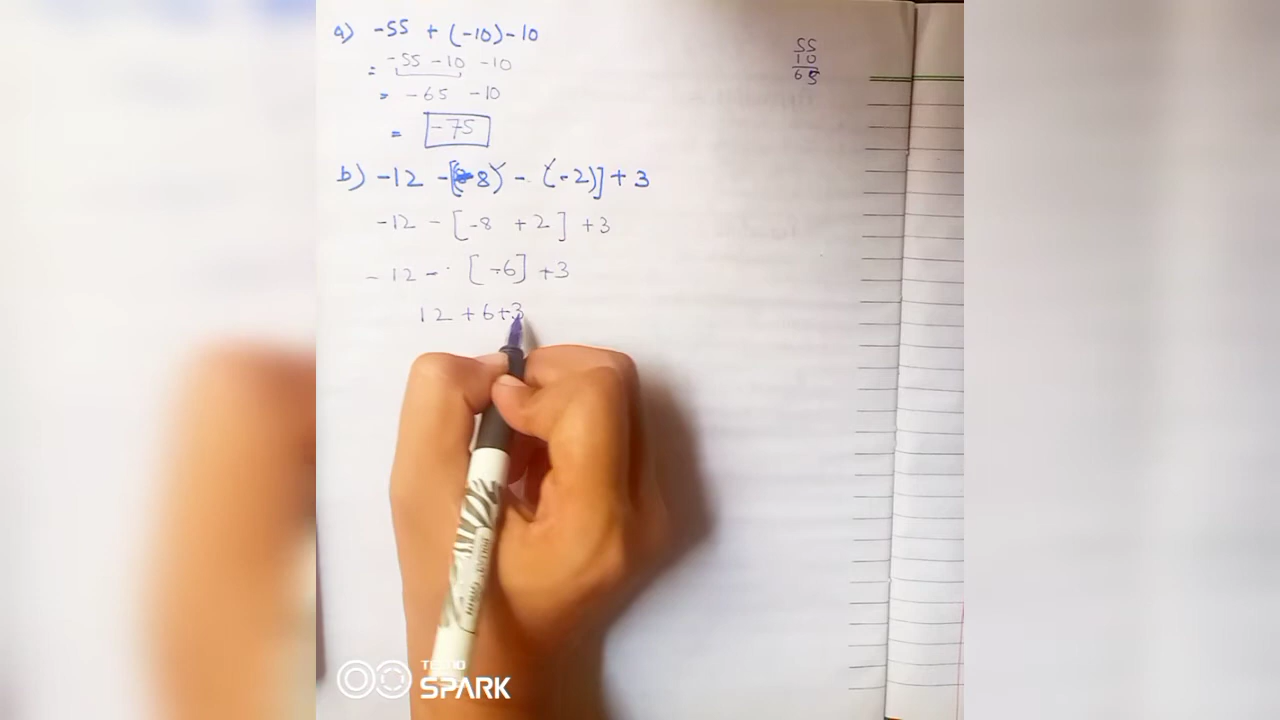 a) -55 + (-10) - 10
= -55 -10 -10
= -65 -10
= -75
55
10
65
b) -12 - [(-8) - (-2)] + 3
-12 - [-8 + 2] + 3
-12 - [-6] + 3
12 + 6 + 3
TECNO
SPARK